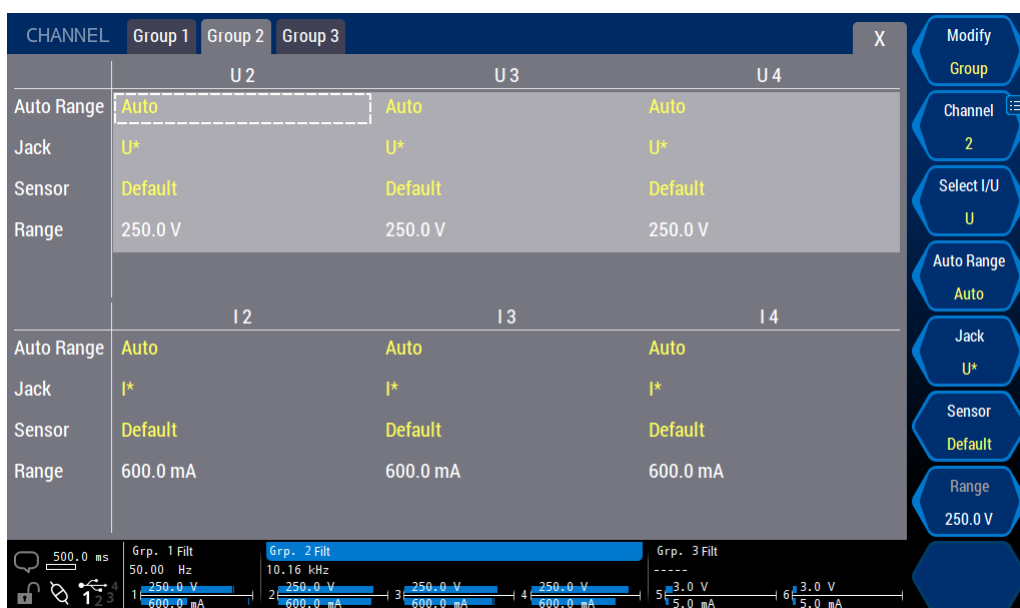 CHANNEL Group 1 Group 2 Group 3 X
U 2 U 3 U 4
Auto Range Auto Auto Auto
Jack U* U* U*
Sensor Default Default Default
Range 250.0 V 250.0 V 250.0 V
I 2 I 3 I 4
Auto Range Auto Auto Auto
Jack I* I* I*
Sensor Default Default Default
Range 600.0 mA 600.0 mA 600.0 mA
Modify
Group
Channel
2
Select I/U
U
Auto Range
Auto
Jack
U*
Sensor
Default
Range
250.0 V
500.0 ms Grp. 1 Filt Grp. 2 Filt Grp. 3 Filt
50.00 Hz 10.16 kHz -----
1 2 3 4 1 250.0 V 2 250.0 V 3 250.0 V 4 250.0 V 5 3.0 V 6 3.0 V
600.0 mA 600.0 mA 600.0 mA 600.0 mA 5.0 mA 5.0 mA